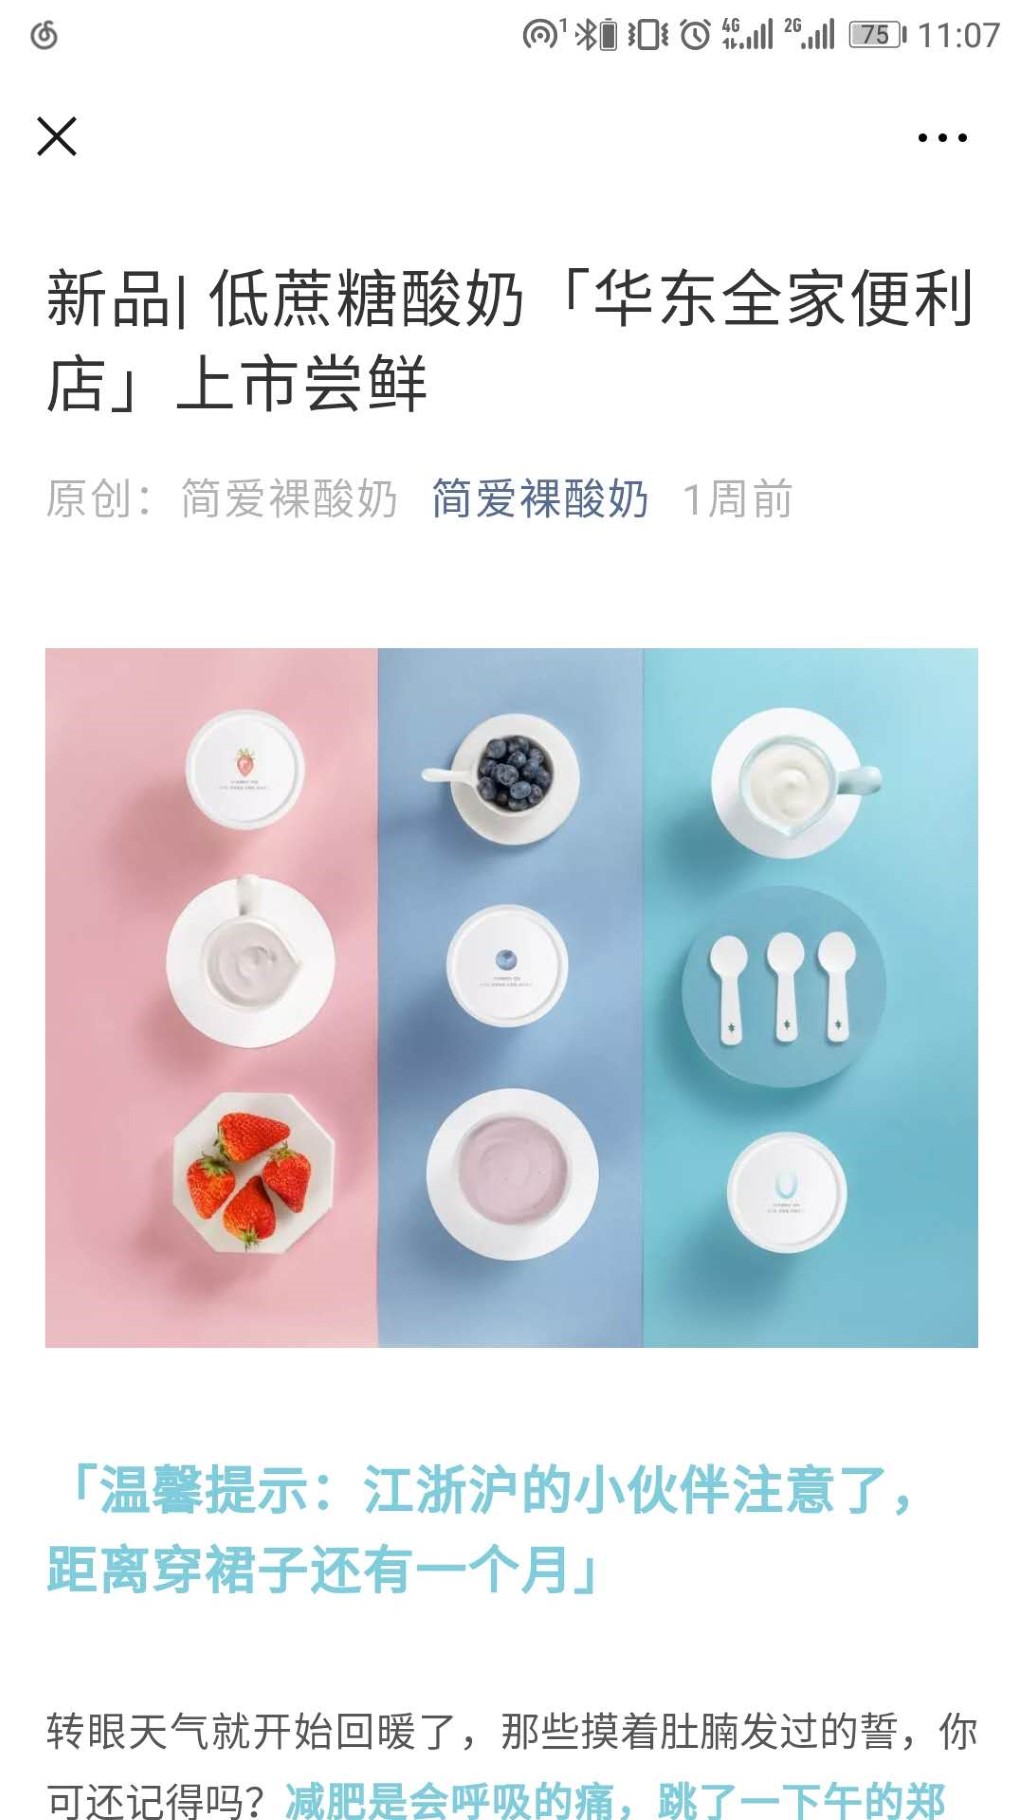 1 4G 2G 75 11:07
新品| 低蔗糖酸奶「华东全家便利
店」上市尝鲜
原创： 简爱裸酸奶 简爱裸酸奶 1周前
「温馨提示：江浙沪的小伙伴注意了，
距离穿裙子还有一个月」
转眼天气就开始回暖了，那些摸着肚腩发过的誓，你
可还记得吗？减肥是会呼吸的痛，跳了一下午的郑